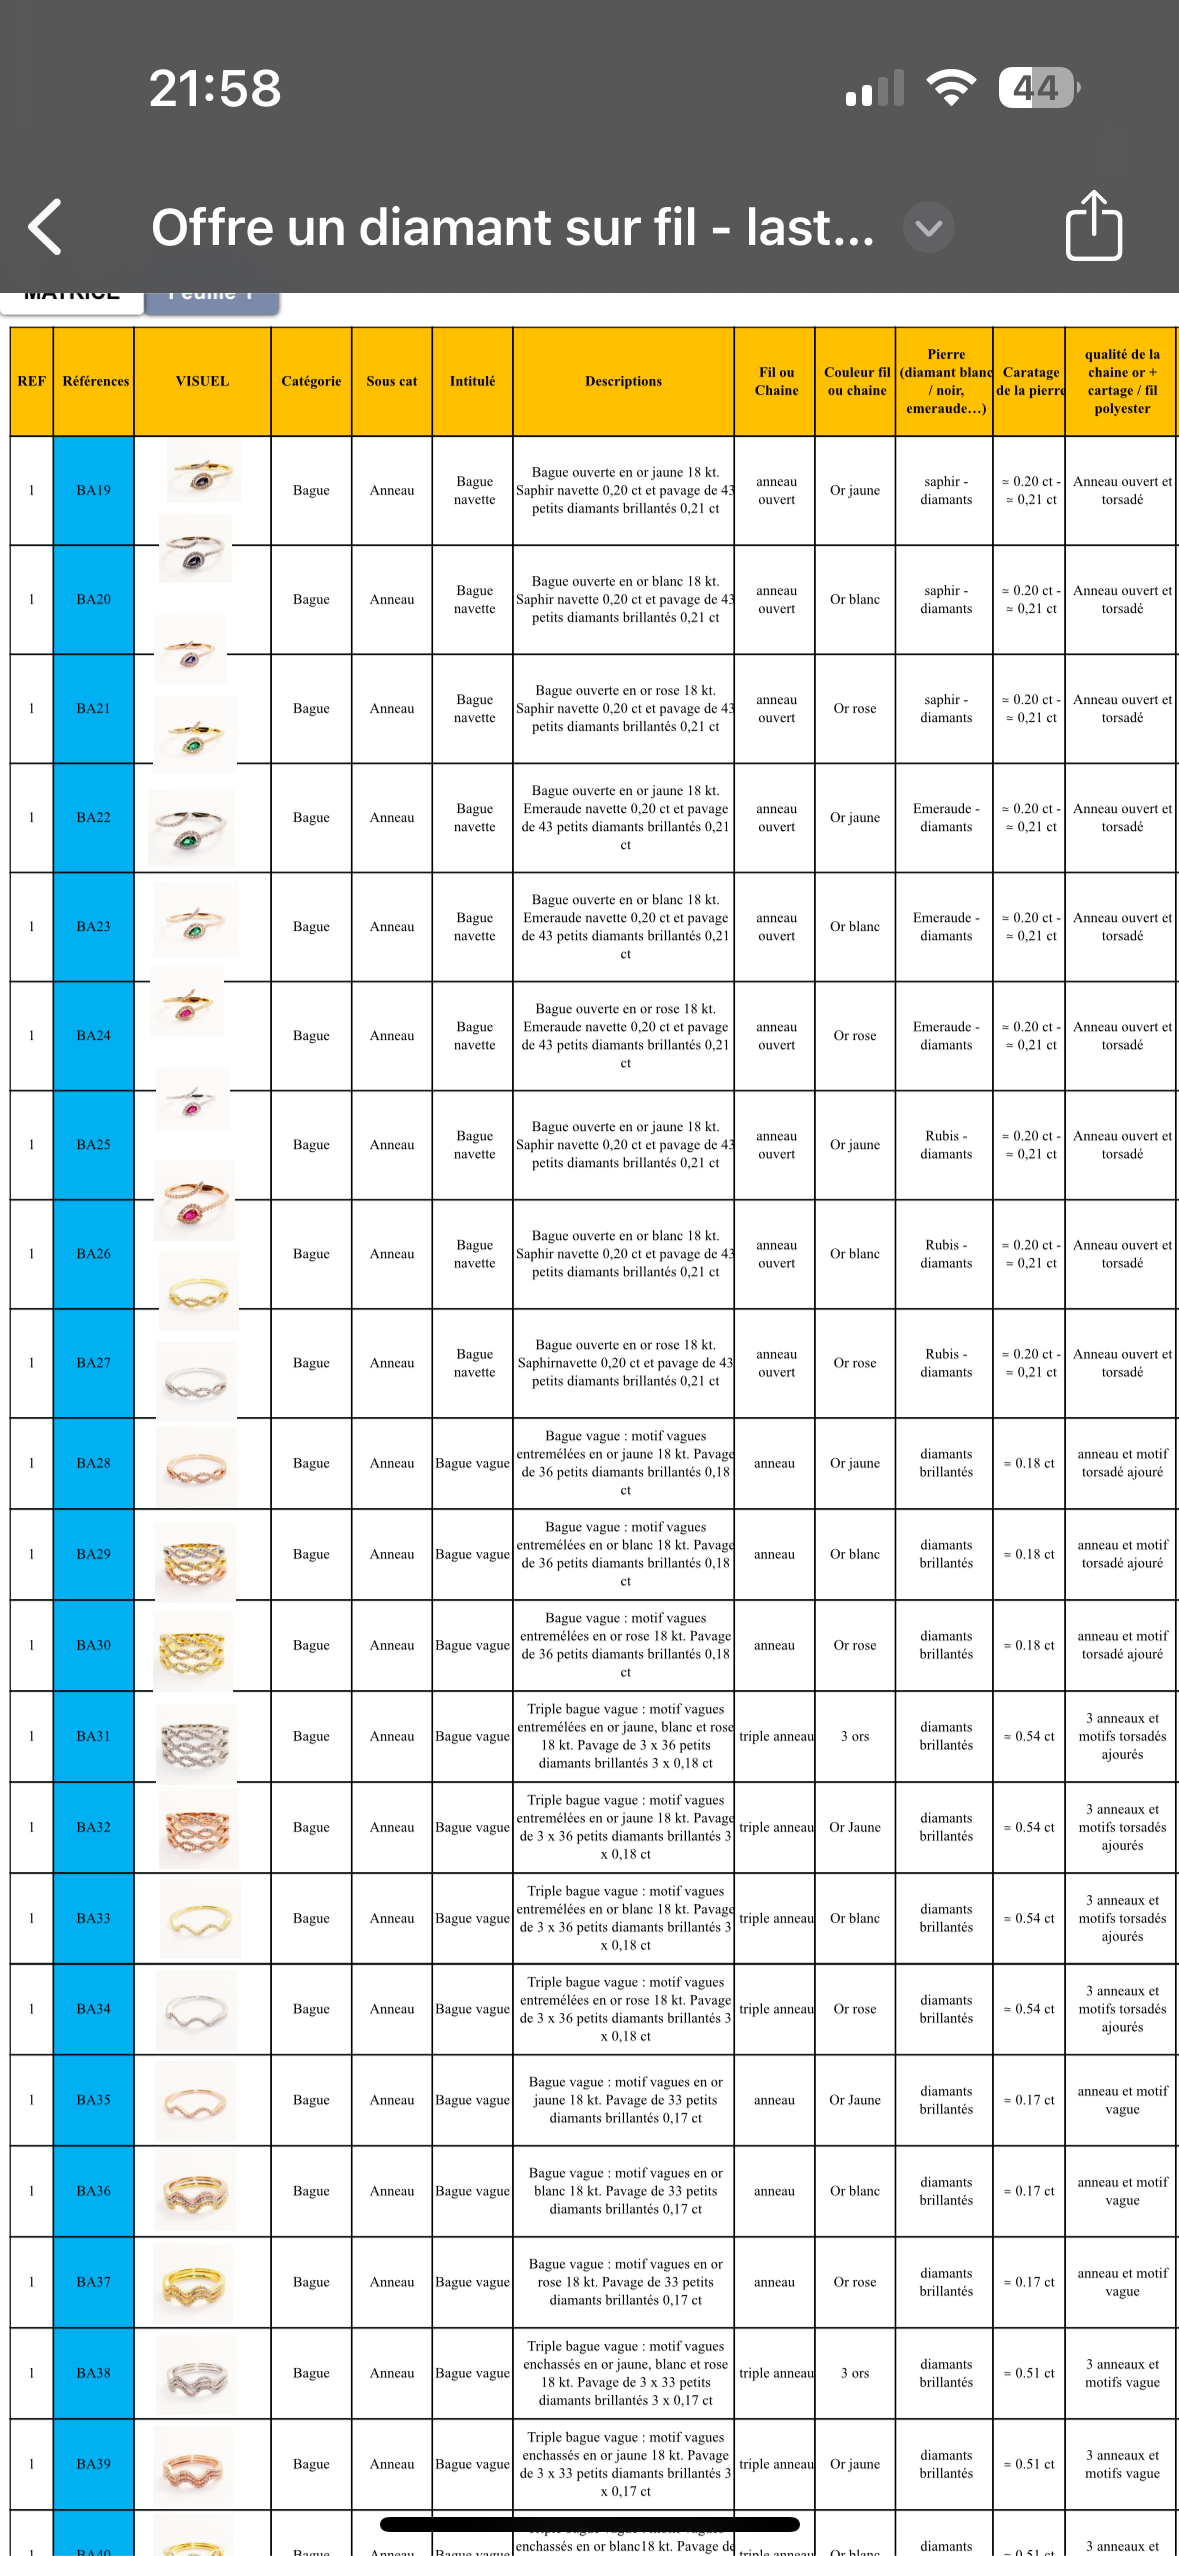 21:58
44
Offre un diamant sur fil - last...
MATRICE Feuille 1
REF Références VISUEL Catégorie Sous cat Intitulé Descriptions Fil ou Chaine Couleur fil ou chaine Pierre (diamant blanc / noir, emeraude…) Caratage de la pierre qualité de la chaine or + cartage / fil polyester
1 BA19 Bague Anneau Bague navette Bague ouverte en or jaune 18 kt. Saphir navette 0,20 ct et pavage de 43 petits diamants brillantés 0,21 ct anneau ouvert Or jaune saphir - diamants ≃ 0.20 ct - ≃ 0,21 ct Anneau ouvert et torsadé
1 BA20 Bague Anneau Bague navette Bague ouverte en or blanc 18 kt. Saphir navette 0,20 ct et pavage de 43 petits diamants brillantés 0,21 ct anneau ouvert Or blanc saphir - diamants ≃ 0.20 ct - ≃ 0,21 ct Anneau ouvert et torsadé
1 BA21 Bague Anneau Bague navette Bague ouverte en or rose 18 kt. Saphir navette 0,20 ct et pavage de 43 petits diamants brillantés 0,21 ct anneau ouvert Or rose saphir - diamants ≃ 0.20 ct - ≃ 0,21 ct Anneau ouvert et torsadé
1 BA22 Bague Anneau Bague navette Bague ouverte en or jaune 18 kt. Emeraude navette 0,20 ct et pavage de 43 petits diamants brillantés 0,21 ct anneau ouvert Or jaune Emeraude - diamants ≃ 0.20 ct - ≃ 0,21 ct Anneau ouvert et torsadé
1 BA23 Bague Anneau Bague navette Bague ouverte en or blanc 18 kt. Emeraude navette 0,20 ct et pavage de 43 petits diamants brillantés 0,21 ct anneau ouvert Or blanc Emeraude - diamants ≃ 0.20 ct - ≃ 0,21 ct Anneau ouvert et torsadé
1 BA24 Bague Anneau Bague navette Bague ouverte en or rose 18 kt. Emeraude navette 0,20 ct et pavage de 43 petits diamants brillantés 0,21 ct anneau ouvert Or rose Emeraude - diamants ≃ 0.20 ct - ≃ 0,21 ct Anneau ouvert et torsadé
1 BA25 Bague Anneau Bague navette Bague ouverte en or jaune 18 kt. Saphir navette 0,20 ct et pavage de 43 petits diamants brillantés 0,21 ct anneau ouvert Or jaune Rubis - diamants ≃ 0.20 ct - ≃ 0,21 ct Anneau ouvert et torsadé
1 BA26 Bague Anneau Bague navette Bague ouverte en or blanc 18 kt. Saphir navette 0,20 ct et pavage de 43 petits diamants brillantés 0,21 ct anneau ouvert Or blanc Rubis - diamants ≃ 0.20 ct - ≃ 0,21 ct Anneau ouvert et torsadé
1 BA27 Bague Anneau Bague navette Bague ouverte en or rose 18 kt. Saphirnavette 0,20 ct et pavage de 43 petits diamants brillantés 0,21 ct anneau ouvert Or rose Rubis - diamants ≃ 0.20 ct - ≃ 0,21 ct Anneau ouvert et torsadé
1 BA28 Bague Anneau Bague vague Bague vague : motif vagues entremélées en or jaune 18 kt. Pavage de 36 petits diamants brillantés 0,18 ct anneau Or jaune diamants brillantés ≃ 0.18 ct anneau et motif torsadé ajouré
1 BA29 Bague Anneau Bague vague Bague vague : motif vagues entremélées en or blanc 18 kt. Pavage de 36 petits diamants brillantés 0,18 ct anneau Or blanc diamants brillantés ≃ 0.18 ct anneau et motif torsadé ajouré
1 BA30 Bague Anneau Bague vague Bague vague : motif vagues entremélées en or rose 18 kt. Pavage de 36 petits diamants brillantés 0,18 ct anneau Or rose diamants brillantés ≃ 0.18 ct anneau et motif torsadé ajouré
1 BA31 Bague Anneau Bague vague Triple bague vague : motif vagues entremélées en or jaune, blanc et rose 18 kt. Pavage de 3 x 36 petits diamants brillantés 3 x 0,18 ct triple anneau 3 ors diamants brillantés ≃ 0.54 ct 3 anneaux et motifs torsadés ajourés
1 BA32 Bague Anneau Bague vague Triple bague vague : motif vagues entremélées en or jaune 18 kt. Pavage de 3 x 36 petits diamants brillantés 3 x 0,18 ct triple anneau Or Jaune diamants brillantés ≃ 0.54 ct 3 anneaux et motifs torsadés ajourés
1 BA33 Bague Anneau Bague vague Triple bague vague : motif vagues entremélées en or blanc 18 kt. Pavage de 3 x 36 petits diamants brillantés 3 x 0,18 ct triple anneau Or blanc diamants brillantés ≃ 0.54 ct 3 anneaux et motifs torsadés ajourés
1 BA34 Bague Anneau Bague vague Triple bague vague : motif vagues entremélées en or rose 18 kt. Pavage de 3 x 36 petits diamants brillantés 3 x 0,18 ct triple anneau Or rose diamants brillantés ≃ 0.54 ct 3 anneaux et motifs torsadés ajourés
1 BA35 Bague Anneau Bague vague Bague vague : motif vagues en or jaune 18 kt. Pavage de 33 petits diamants brillantés 0,17 ct anneau Or Jaune diamants brillantés ≃ 0.17 ct anneau et motif vague
1 BA36 Bague Anneau Bague vague Bague vague : motif vagues en or blanc 18 kt. Pavage de 33 petits diamants brillantés 0,17 ct anneau Or blanc diamants brillantés ≃ 0.17 ct anneau et motif vague
1 BA37 Bague Anneau Bague vague Bague vague : motif vagues en or rose 18 kt. Pavage de 33 petits diamants brillantés 0,17 ct anneau Or rose diamants brillantés ≃ 0.17 ct anneau et motif vague
1 BA38 Bague Anneau Bague vague Triple bague vague : motif vagues enchassés en or jaune, blanc et rose 18 kt. Pavage de 3 x 33 petits diamants brillantés 3 x 0,17 ct triple anneau 3 ors diamants brillantés ≃ 0.51 ct 3 anneaux et motifs vague
1 BA39 Bague Anneau Bague vague Triple bague vague : motif vagues enchassés en or jaune 18 kt. Pavage de 3 x 33 petits diamants brillantés 3 x 0,17 ct triple anneau Or jaune diamants brillantés ≃ 0.51 ct 3 anneaux et motifs vague
1 BA40 Bague Anneau Bague vague enchassés en or blanc18 kt. Pavage de triple anneau Or blanc diamants ≃ 0.51 ct 3 anneaux et